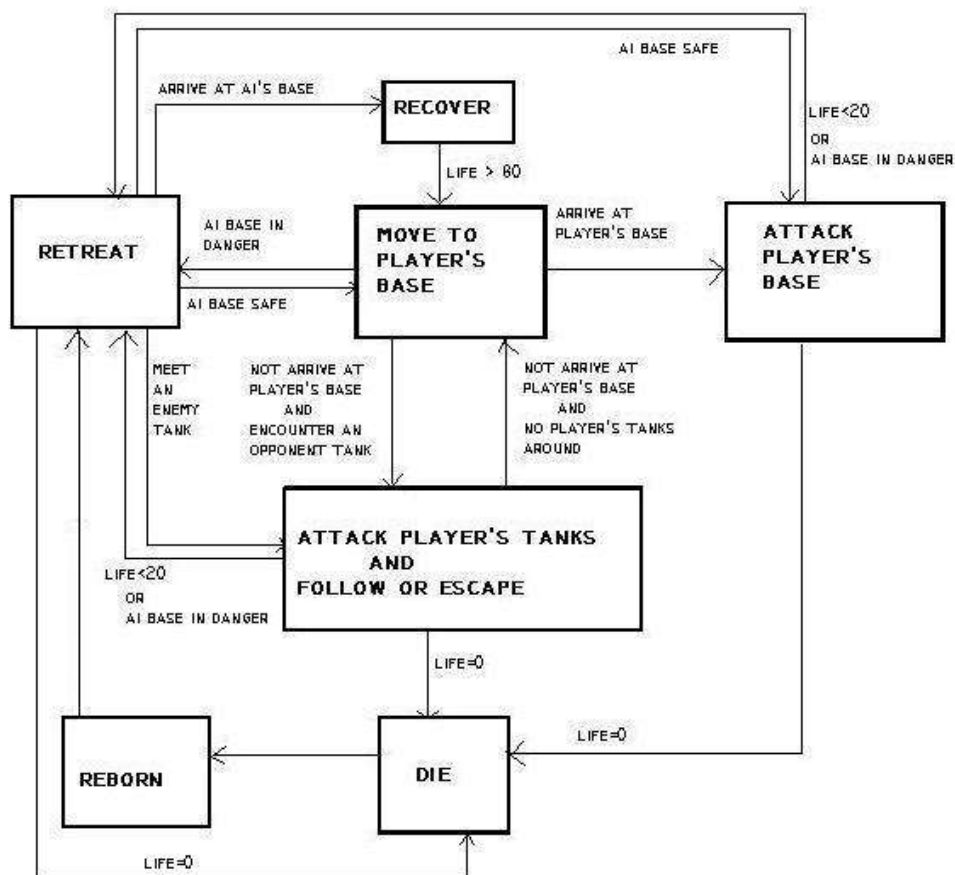 AI BASE SAFE
ARRIVE AT AI'S BASE
RECOVER
LIFE<20
OR
AI BASE IN DANGER
LIFE > 80
RETREAT
AI BASE IN
DANGER
AI BASE SAFE
MOVE TO
PLAYER'S
BASE
ARRIVE AT
PLAYER'S BASE
ATTACK
PLAYER'S
BASE
MEET
AN
ENEMY
TANK
NOT ARRIVE AT
PLAYER'S BASE
AND
ENCOUNTER AN
OPPONENT TANK
NOT ARRIVE AT
PLAYER'S BASE
AND
NO PLAYER'S TANKS
AROUND
ATTACK PLAYER'S TANKS
AND
FOLLOW OR ESCAPE
LIFE<20
OR
AI BASE IN DANGER
LIFE=0
REBORN
DIE
LIFE=0
LIFE=0